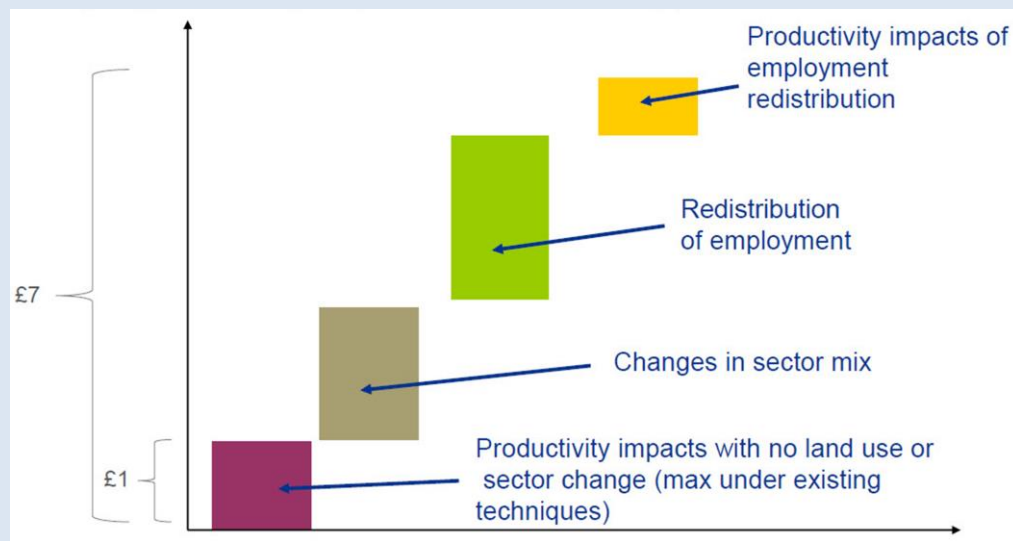 Productivity impacts of
employment
redistribution
Redistribution
of employment
£7
Changes in sector mix
Productivity impacts with no land use or
sector change (max under existing
techniques)
£1